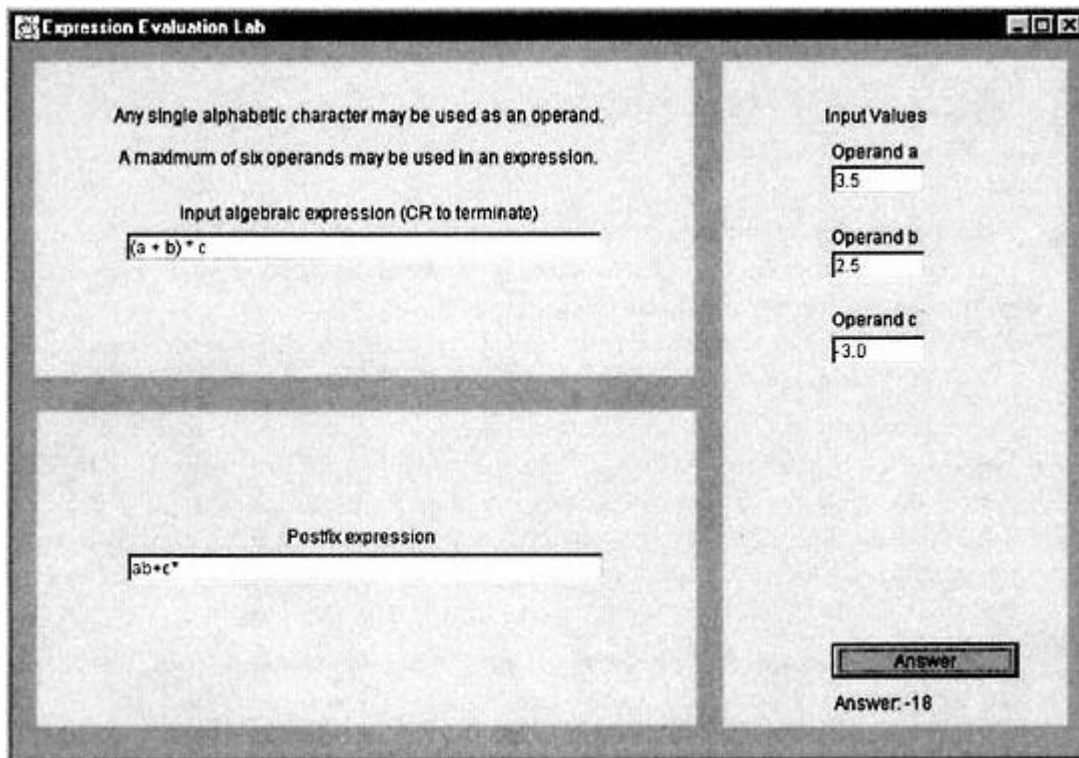 Expression Evaluation Lab
Any single alphabetic character may be used as an operand.
A maximum of six operands may be used in an expression.
Input algebraic expression (CR to terminate)
(a + b) * c
Postfix expression
ab+c*
Input Values
Operand a
3.5
Operand b
2.5
Operand c
-3.0
Answer
Answer: -18